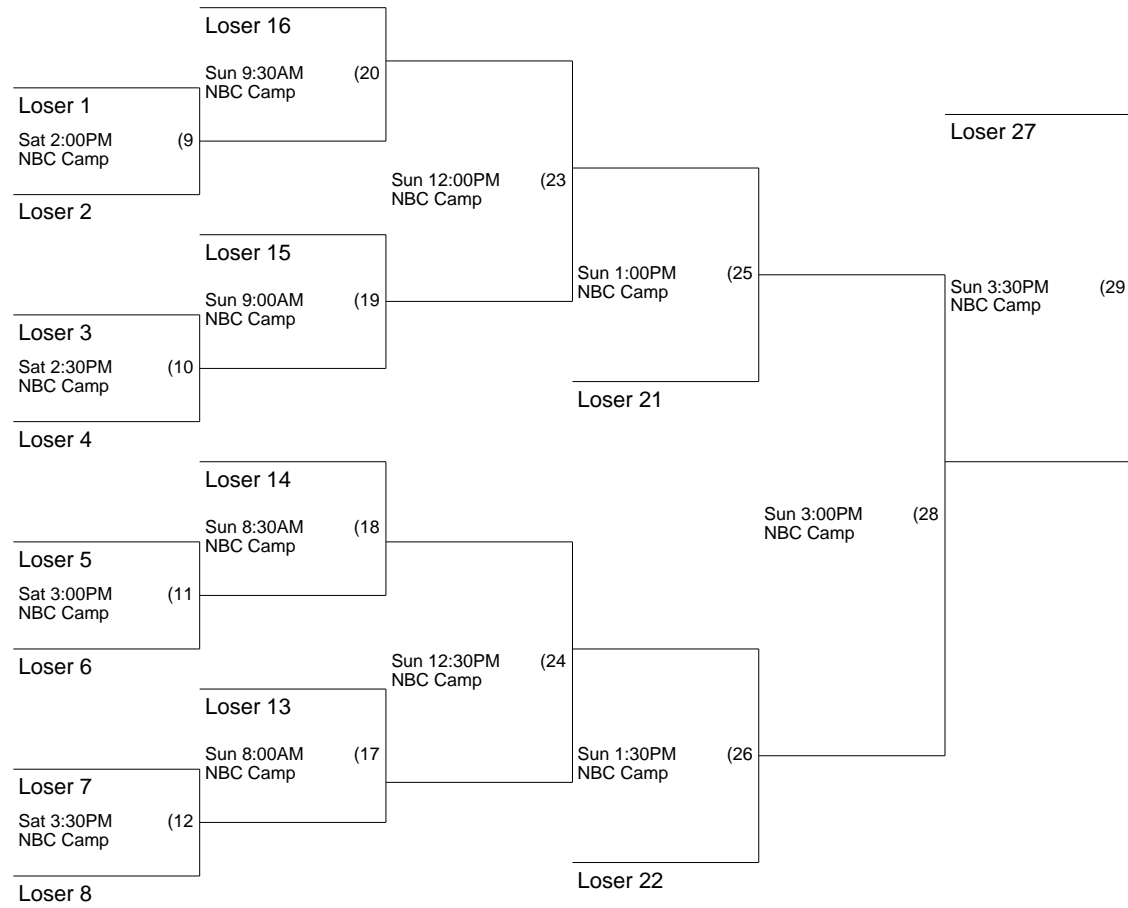 Loser 16
Sun 9:30AM (20
NBC Camp
Loser 1
Sat 2:00PM (9
NBC Camp
Loser 2
Loser 15
Sun 9:00AM (19
NBC Camp
Loser 3
Sat 2:30PM (10
NBC Camp
Loser 4
Loser 14
Sun 8:30AM (18
NBC Camp
Loser 5
Sat 3:00PM (11
NBC Camp
Loser 6
Loser 13
Sun 8:00AM (17
NBC Camp
Loser 7
Sat 3:30PM (12
NBC Camp
Loser 8
Sun 12:00PM (23
NBC Camp
Sun 12:30PM (24
NBC Camp
Sun 1:00PM (25
NBC Camp
Loser 21
Sun 1:30PM (26
NBC Camp
Loser 22
Sun 3:00PM (28
NBC Camp
Loser 27
Sun 3:30PM (29
NBC Camp